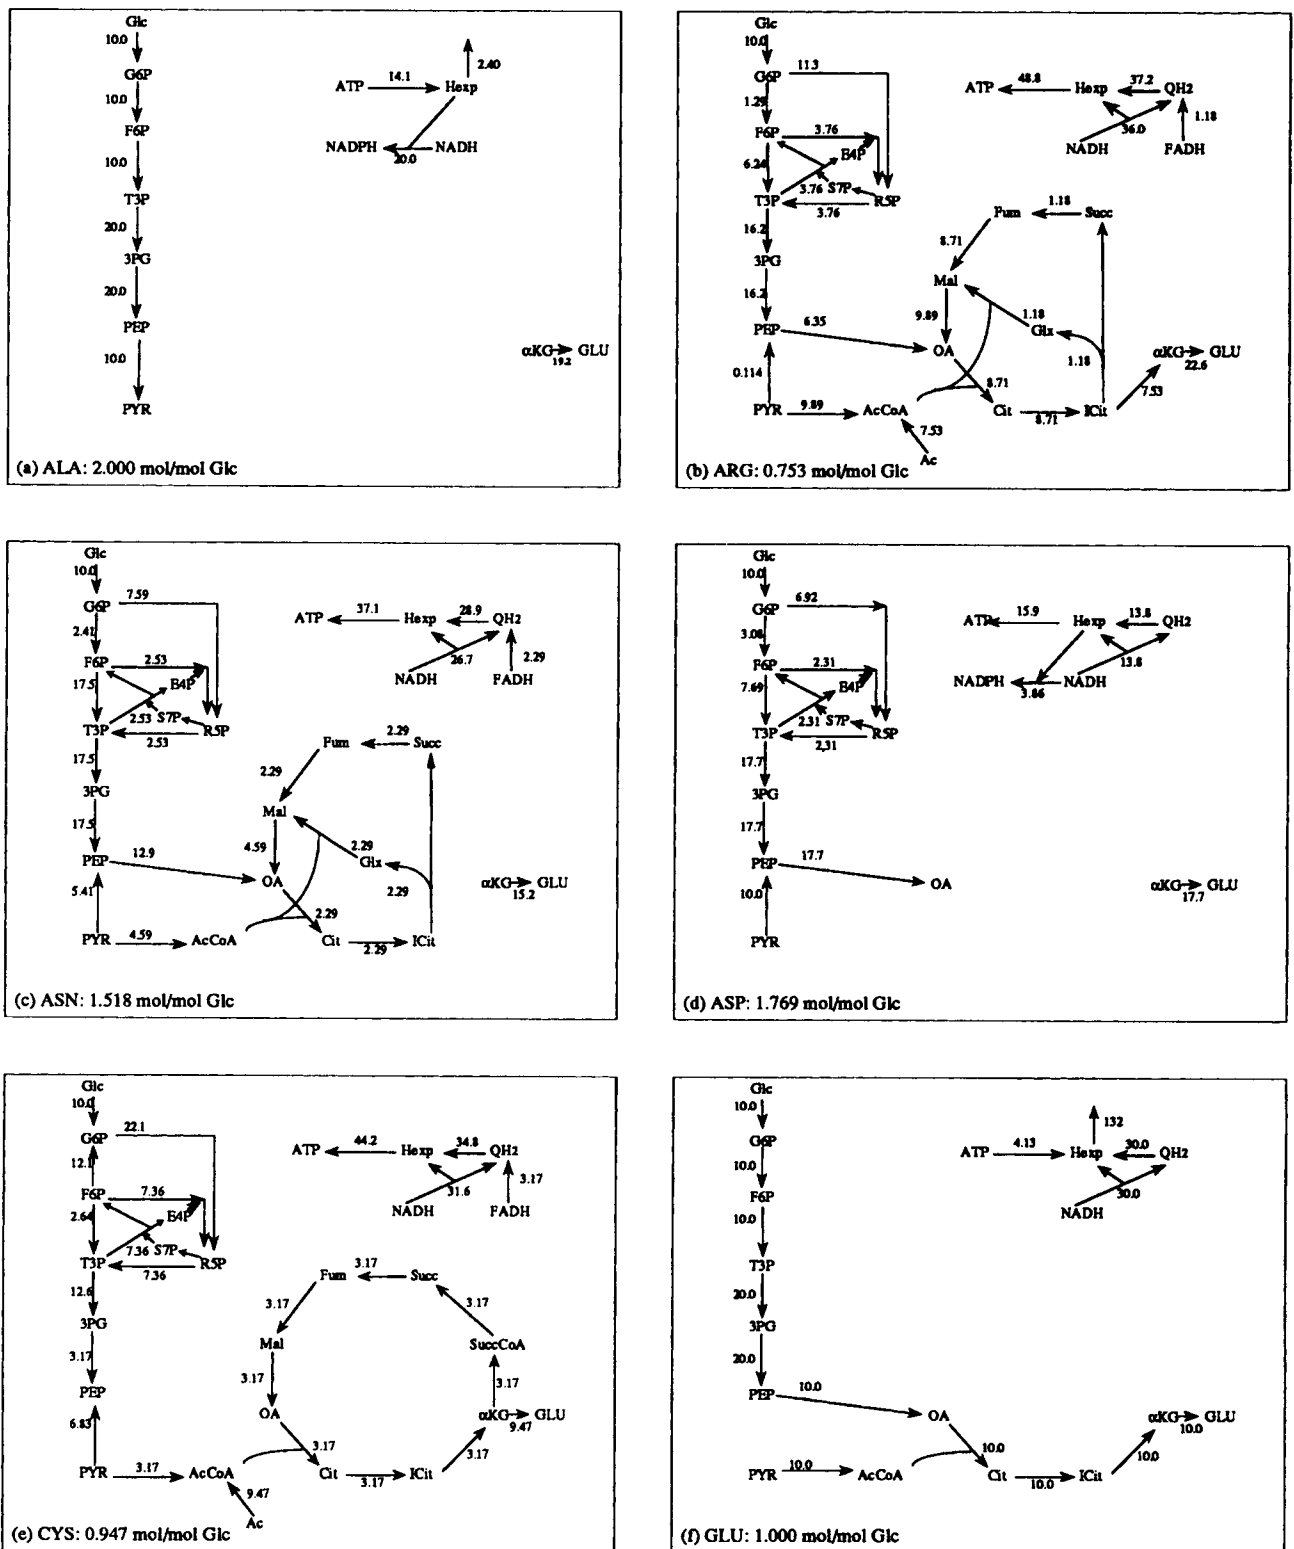 Glc
10.0
G6P
10.0
F6P
10.0
T3P
20.0
3PG
20.0
PEP
10.0
PYR
2.40
ATP 14.1 Hexp
NADPH 20.0 NADH
αKG GLU
19.2
(a) ALA: 2.000 mol/mol Glc
Glc
10.0
G6P 11.3
1.29
F6P 3.76
E4P
6.24
3.76 S7P
T3P 3.76 R5P
16.2
3PG
16.2
PEP 6.35
0.114
PYR 9.89 AcCoA
7.53
Ac
ATP 48.8 Hexp 37.2 QH2
36.0 1.18
NADH FADH
Fum 1.18 Succ
8.71
Mal
9.89 1.18
Glx
OA 1.18
8.71
Cit 8.71 ICit
7.53
αKG GLU
22.6
(b) ARG: 0.753 mol/mol Glc
Glc
10.0
G6P 7.59
2.41
F6P 2.53
E4P
17.5
2.53 S7P
T3P 2.53 R5P
17.5
3PG
17.5
PEP 12.9
5.41
PYR 4.59 AcCoA
ATP 37.1 Hexp 28.9 QH2
26.7 2.29
NADH FADH
Fum 2.29 Succ
2.29
Mal
4.59 2.29
Glx
OA 2.29
2.29
Cit 2.29 ICit
αKG GLU
15.2
(c) ASN: 1.518 mol/mol Glc
Glc
10.0
G6P 6.92
3.08
F6P 2.31
E4P
7.69
2.31 S7P
T3P 2.31 R5P
17.7
3PG
17.7
PEP 17.7 OA
10.0
PYR
ATP 15.9 Hexp 13.8 QH2
13.8
NADPH 3.86 NADH
αKG GLU
17.7
(d) ASP: 1.769 mol/mol Glc
Glc
10.0
G6P 22.1
12.1
F6P 7.36
E4P
2.64
7.36 S7P
T3P 7.36 R5P
12.6
3PG
3.17
PEP
6.83
PYR 3.17 AcCoA
9.47
Ac
ATP 44.2 Hexp 34.8 QH2
31.6 3.17
NADH FADH
Fum 3.17 Succ
3.17 3.17
Mal SuccCoA
3.17 3.17
OA αKG GLU
9.47
3.17 3.17
Cit 3.17 ICit
(e) CYS: 0.947 mol/mol Glc
Glc
10.0
G6P
10.0
F6P
10.0
T3P
20.0
3PG
20.0
PEP 10.0 OA
PYR 10.0 AcCoA
10.0
Cit 10.0 ICit
10.0
αKG GLU
10.0
132
ATP 4.13 Hexp 30.0 QH2
30.0
NADH
(f) GLU: 1.000 mol/mol Glc